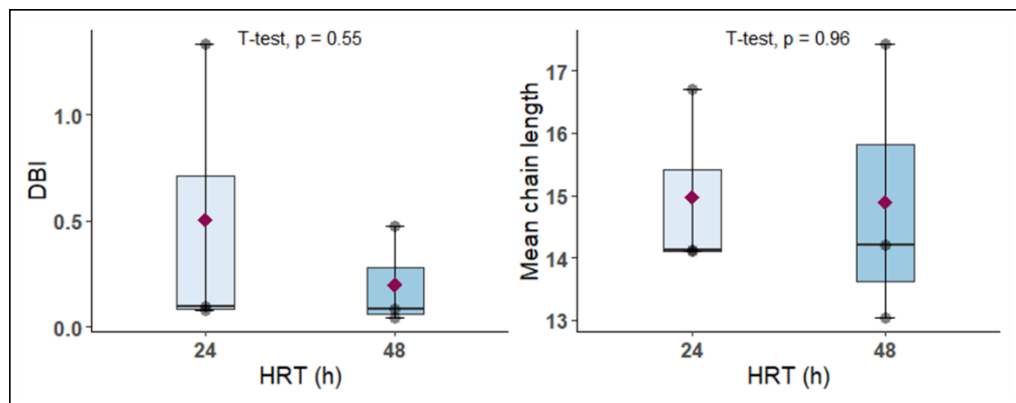 T-test, p = 0.55
DBI
1.0
0.5
0.0
24
48
HRT (h)
T-test, p = 0.96
Mean chain length
17
16
15
14
13
24
48
HRT (h)